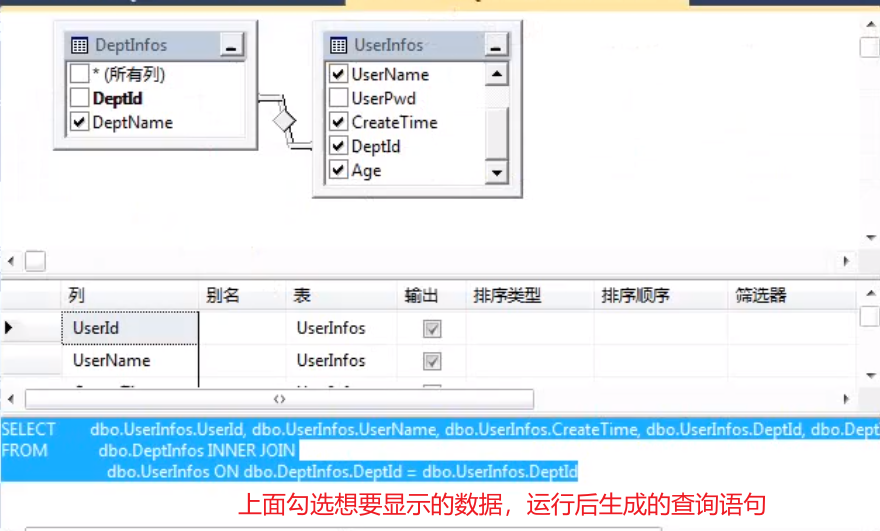 DeptInfos
* (所有列)
DeptId
DeptName
UserInfos
UserName
UserPwd
CreateTime
DeptId
Age
列 别名 表 输出 排序类型 排序顺序 筛选器
UserId UserInfos
UserName UserInfos
SELECT dbo.UserInfos.UserId, dbo.UserInfos.UserName, dbo.UserInfos.CreateTime, dbo.UserInfos.DeptId, dbo.Dept
FROM dbo.DeptInfos INNER JOIN
dbo.UserInfos ON dbo.DeptInfos.DeptId = dbo.UserInfos.DeptId
上面勾选想要显示的数据，运行后生成的查询语句